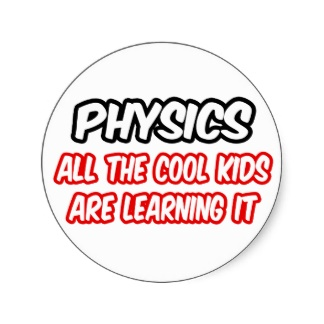 PHYSICS
ALL THE COOL KIDS
ARE LEARNING IT